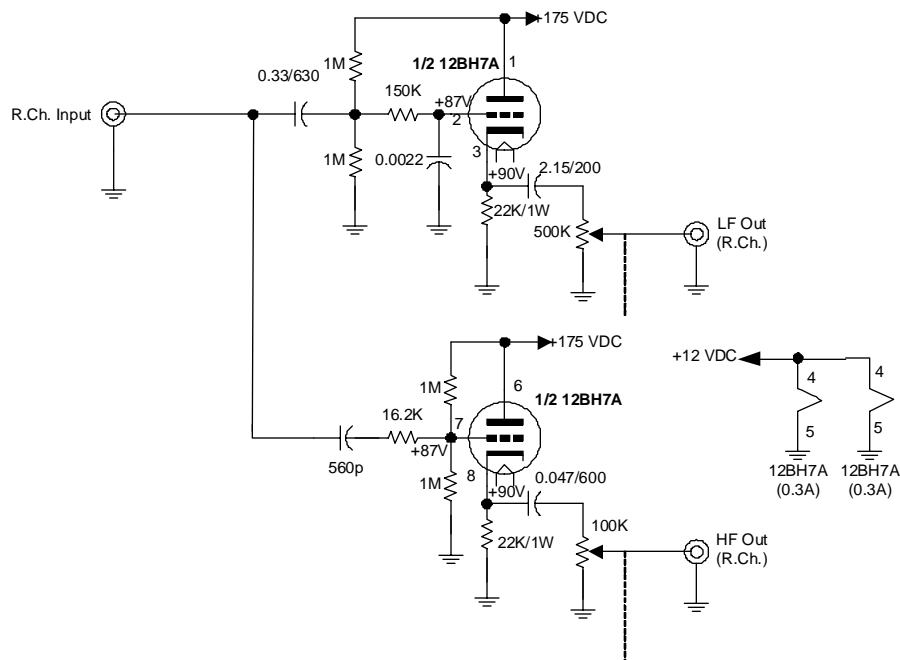 +175 VDC
1/2 12BH7A
1
0.33/630
1M
150K
+87V
2
R.Ch. Input
1M
0.0022
3
+90V
2.15/200
22K/1W
500K
LF Out
(R.Ch.)
+175 VDC
+12 VDC
1M
6
1/2 12BH7A
4
4
16.2K
7
+87V
560p
5
5
1M
8
+90V
0.047/600
12BH7A
(0.3A)
12BH7A
(0.3A)
22K/1W
100K
HF Out
(R.Ch.)